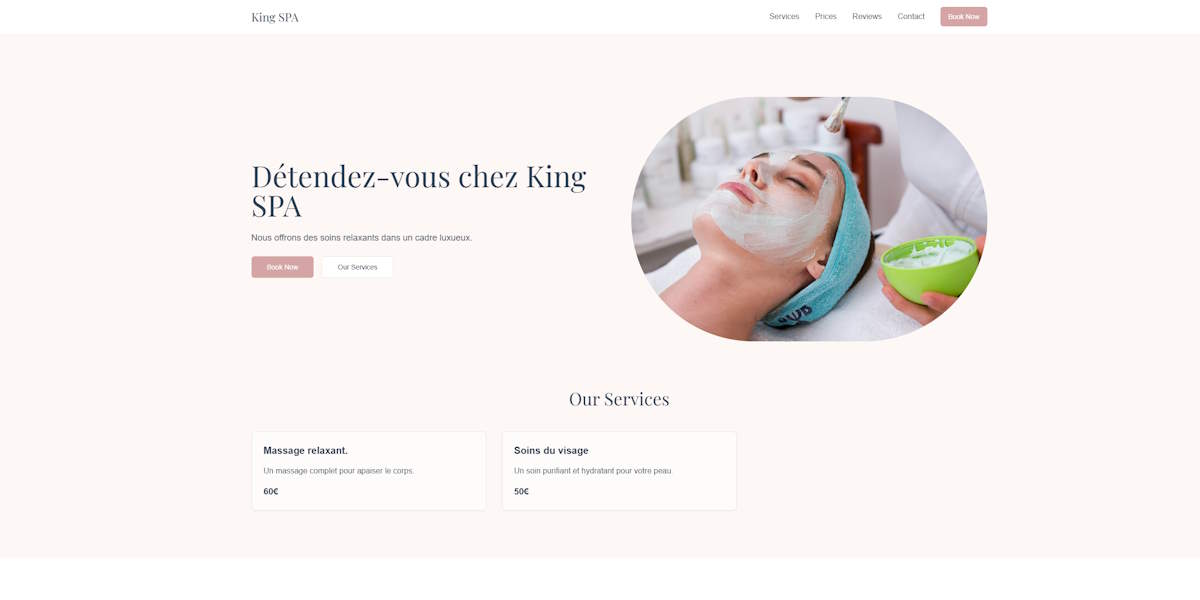 King SPA
Services
Prices
Reviews
Contact
Book Now
Détendez-vous chez King
SPA
Nous offrons des soins relaxants dans un cadre luxueux.
Book Now
Our Services
Our Services
Massage relaxant.
Un massage complet pour apaiser le corps.
60€
Soins du visage
Un soin purifiant et hydratant pour votre peau.
50€